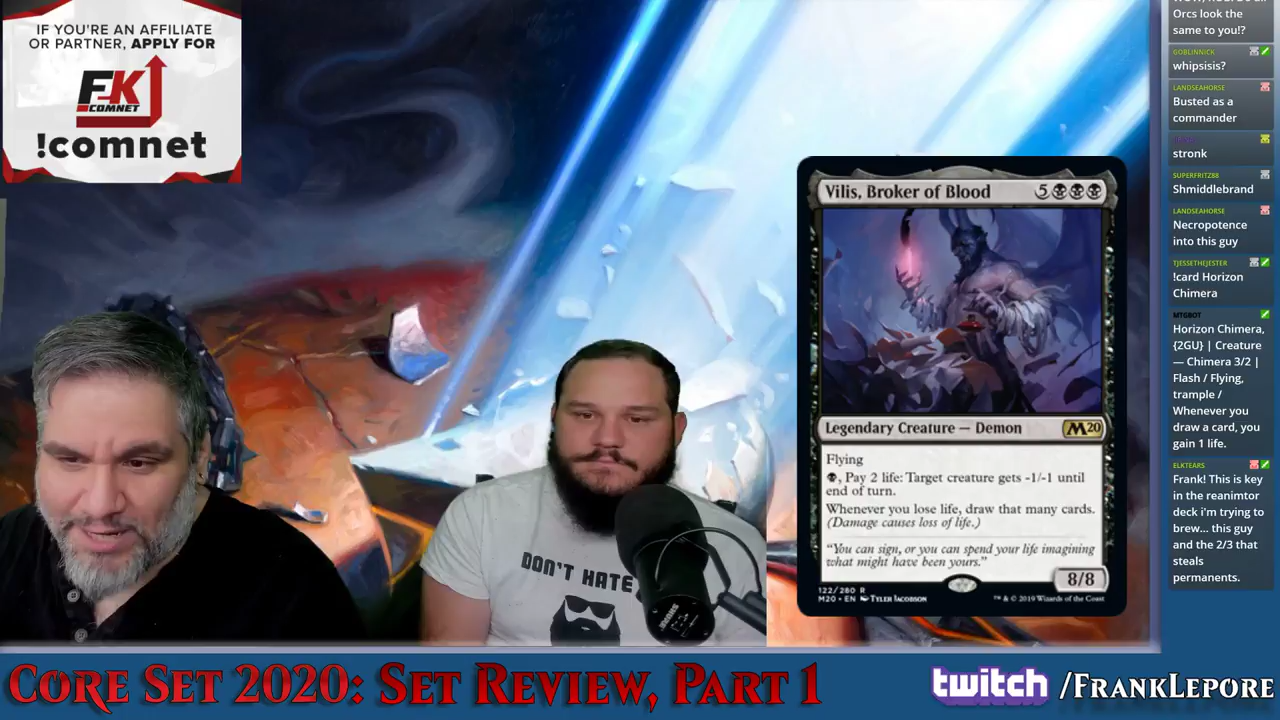 IF YOU'RE AN AFFILIATE
OR PARTNER, APPLY FOR
FK
.COMNET
!comnet
Vilis, Broker of Blood 5
Legendary Creature — Demon M20
Flying
, Pay 2 life: Target creature gets -1/-1 until
end of turn.
Whenever you lose life, draw that many cards.
(Damage causes loss of life.)
"You can sign, or you can spend your life imagining
what might have been yours."
8/8
122/280 R
M20 • EN Tyler Jacobson
™ & © 2019 Wizards of the Coast
DON'T HATE
Orcs look the
same to you!?
GOBLINNICK
whipsisis?
LANDSEAHORSE
Busted as a
commander
stronk
SUPERFRITZ88
Shmiddlebrand
LANDSEAHORSE
Necropotence
into this guy
TJESSETHEJESTER
!card Horizon
Chimera
MTGBOT
Horizon Chimera,
{2GU} | Creature
— Chimera 3/2 |
Flash / Flying,
trample /
Whenever you
draw a card, you
gain 1 life.
ELKTEARS
Frank! This is key
in the reanimtor
deck i'm trying to
brew... this guy
and the 2/3 that
steals
permanents.
Core Set 2020: Set Review, Part 1
twitch /FrankLepore